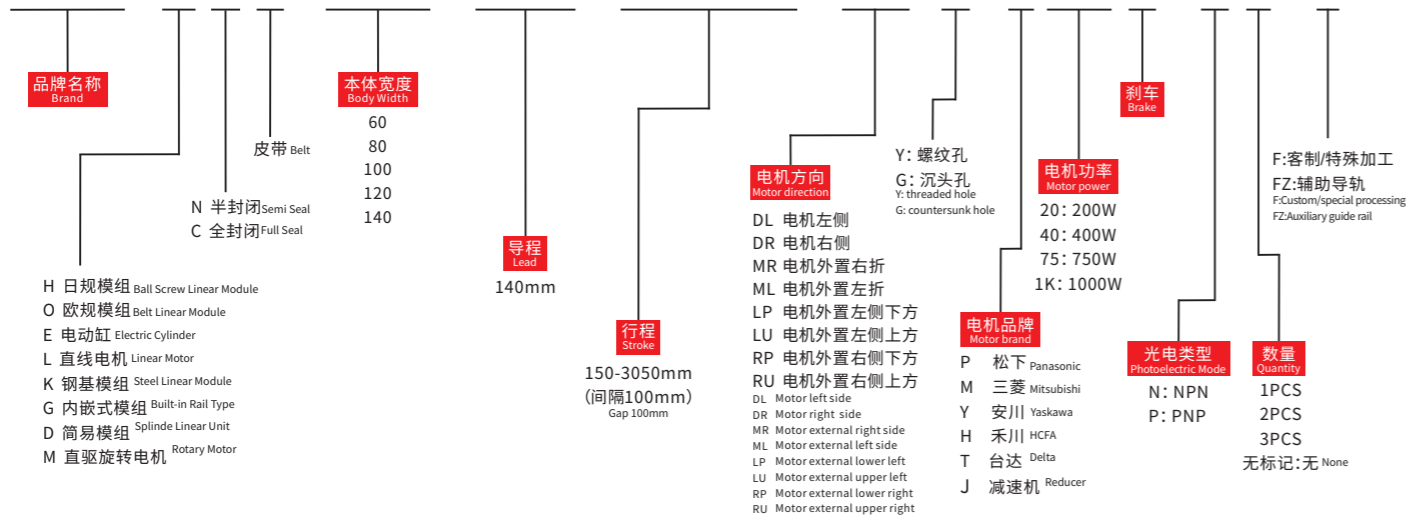 品牌名称
Brand
H 日规模组 Ball Screw Linear Module
O 欧规模组 Belt Linear Module
E 电动缸 Electric Cylinder
L 直线电机 Linear Motor
K 钢基模组 Steel Linear Module
G 内嵌式模组 Built-in Rail Type
D 简易模组 Splinde Linear Unit
M 直驱旋转电机 Rotary Motor
N 半封闭 Semi Seal
C 全封闭 Full Seal
皮带 Belt
本体宽度
Body Width
60
80
100
120
140
导程
Lead
140mm
行程
Stroke
150-3050mm
（间隔100mm）
Gap 100mm
电机方向
Motor direction
DL 电机左侧
DR 电机右侧
MR 电机外置右折
ML 电机外置左折
LP 电机外置左侧下方
LU 电机外置左侧上方
RP 电机外置右侧下方
RU 电机外置右侧上方
DL Motor left side
DR Motor right side
MR Motor external right side
ML Motor external left side
LP Motor external lower left
LU Motor external upper left
RP Motor external lower right
RU Motor external upper right
Y：螺纹孔
G：沉头孔
Y: threaded hole
G: countersunk hole
电机品牌
Motor brand
P 松下 Panasonic
M 三菱 Mitsubishi
Y 安川 Yaskawa
H 禾川 HCFA
T 台达 Delta
J 减速机 Reducer
电机功率
Motor power
20：200W
40：400W
75：750W
1K：1000W
刹车
Brake
光电类型
Photoelectric Mode
N：NPN
P：PNP
数量
Quantity
1PCS
2PCS
3PCS
无标记：无 None
F:客制/特殊加工
FZ:辅助导轨
F:Custom/special processing
FZ:Auxiliary guide rail